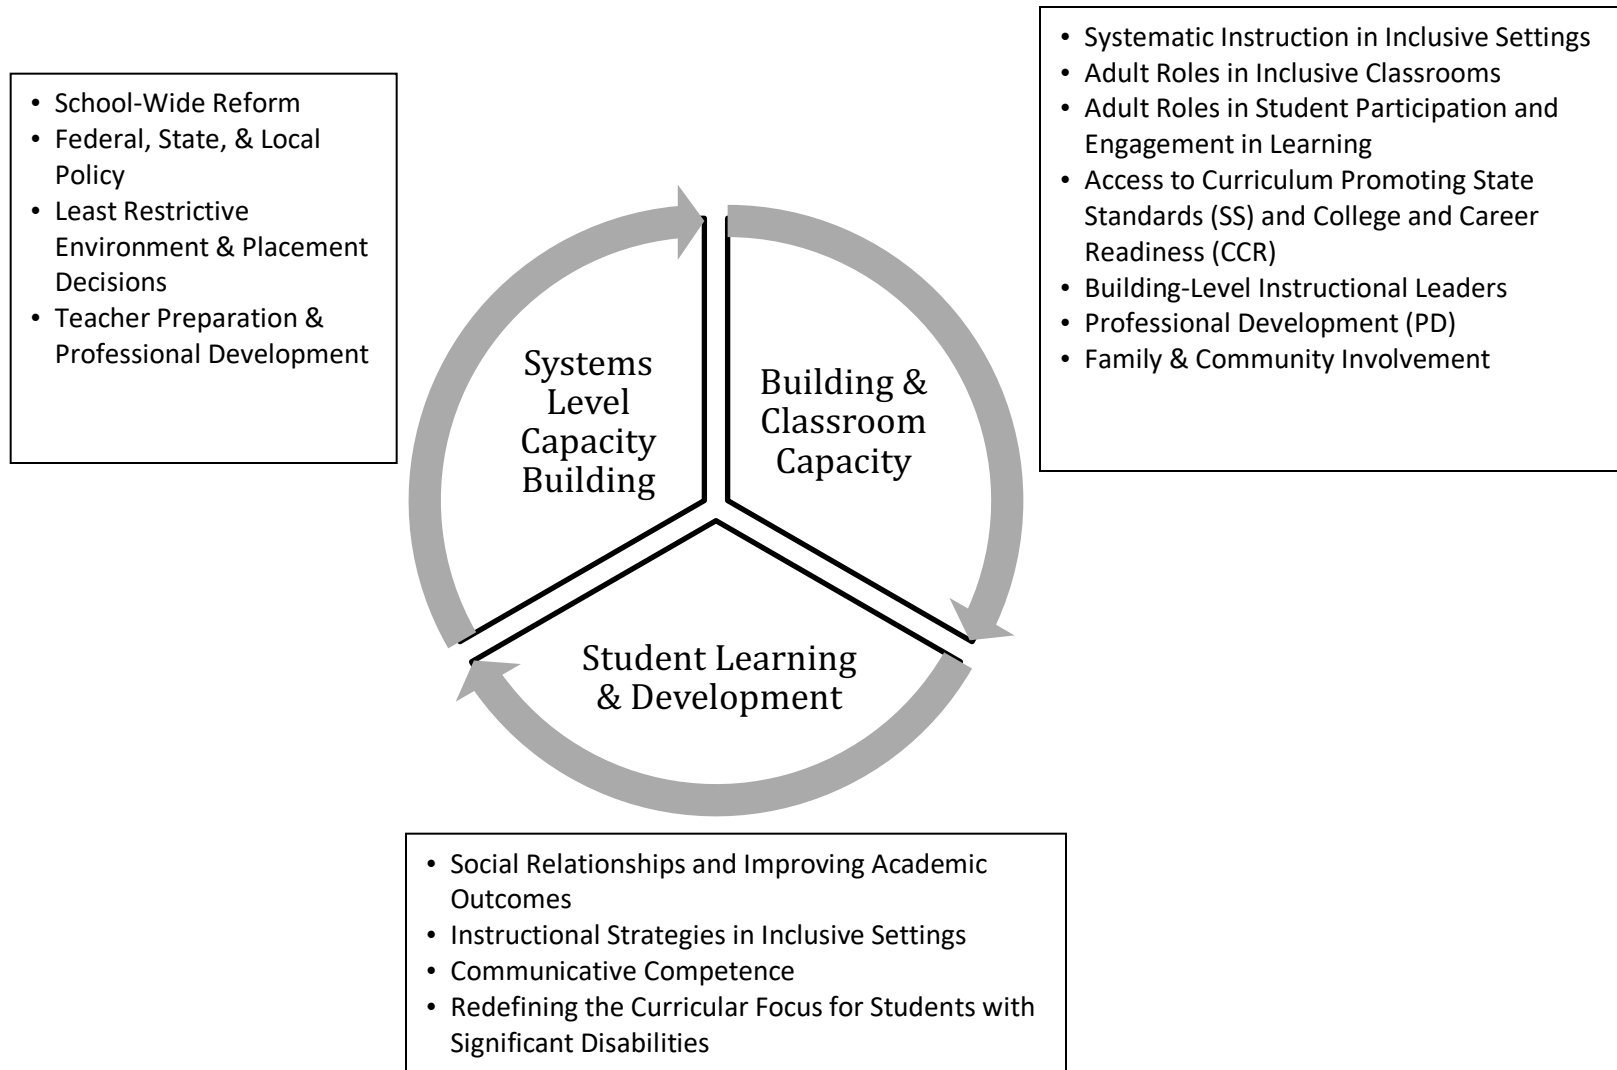 • School-Wide Reform
• Federal, State, & Local
Policy
• Least Restrictive
Environment & Placement
Decisions
• Teacher Preparation &
Professional Development
• Systematic Instruction in Inclusive Settings
• Adult Roles in Inclusive Classrooms
• Adult Roles in Student Participation and
Engagement in Learning
• Access to Curriculum Promoting State
Standards (SS) and College and Career
Readiness (CCR)
• Building-Level Instructional Leaders
• Professional Development (PD)
• Family & Community Involvement
Systems
Level
Capacity
Building
Building &
Classroom
Capacity
Student Learning
& Development
• Social Relationships and Improving Academic
Outcomes
• Instructional Strategies in Inclusive Settings
• Communicative Competence
• Redefining the Curricular Focus for Students with
Significant Disabilities